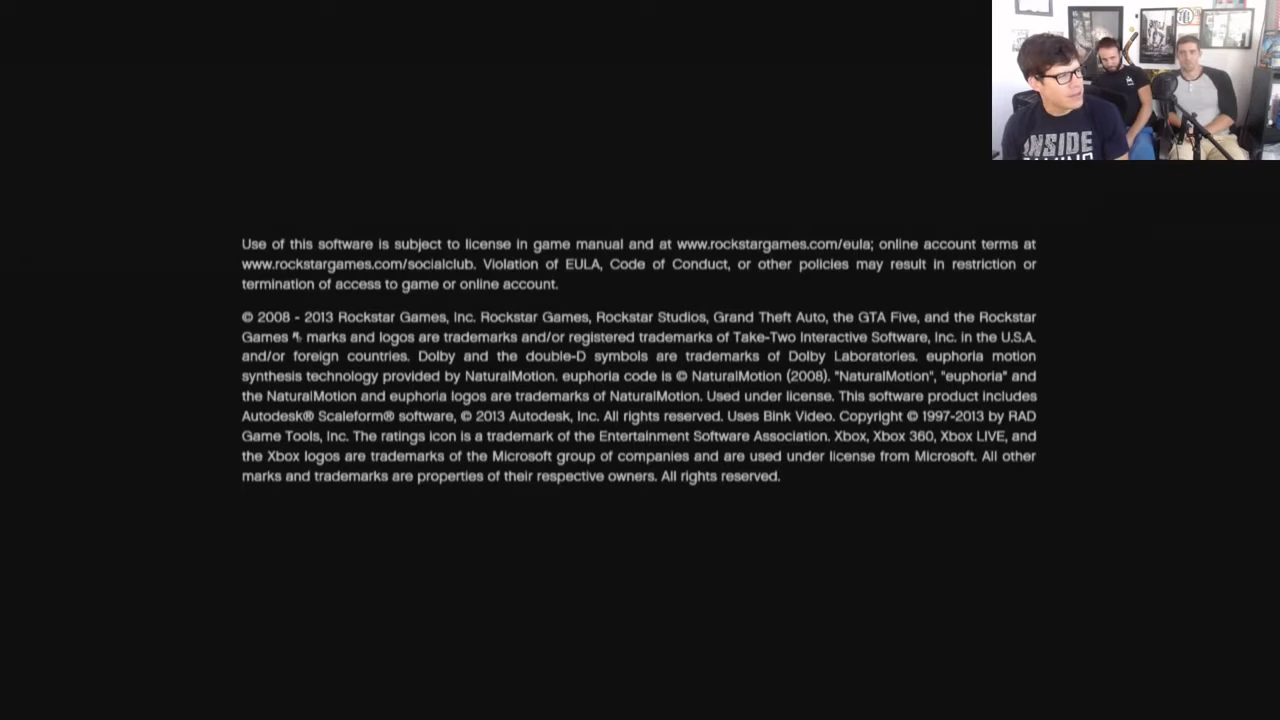 INSIDE
Use of this software is subject to license in game manual and at www.rockstargames.com/eula; online account terms at
www.rockstargames.com/socialclub. Violation of EULA, Code of Conduct, or other policies may result in restriction or
termination of access to game or online account.
© 2008 - 2013 Rockstar Games, Inc. Rockstar Games, Rockstar Studios, Grand Theft Auto, the GTA Five, and the Rockstar
Games R* marks and logos are trademarks and/or registered trademarks of Take-Two Interactive Software, Inc. in the U.S.A.
and/or foreign countries. Dolby and the double-D symbols are trademarks of Dolby Laboratories. euphoria motion
synthesis technology provided by NaturalMotion. euphoria code is © NaturalMotion (2008). "NaturalMotion", "euphoria" and
the NaturalMotion and euphoria logos are trademarks of NaturalMotion. Used under license. This software product includes
Autodesk® Scaleform® software, © 2013 Autodesk, Inc. All rights reserved. Uses Bink Video. Copyright © 1997-2013 by RAD
Game Tools, Inc. The ratings icon is a trademark of the Entertainment Software Association. Xbox, Xbox 360, Xbox LIVE, and
the Xbox logos are trademarks of the Microsoft group of companies and are used under license from Microsoft. All other
marks and trademarks are properties of their respective owners. All rights reserved.